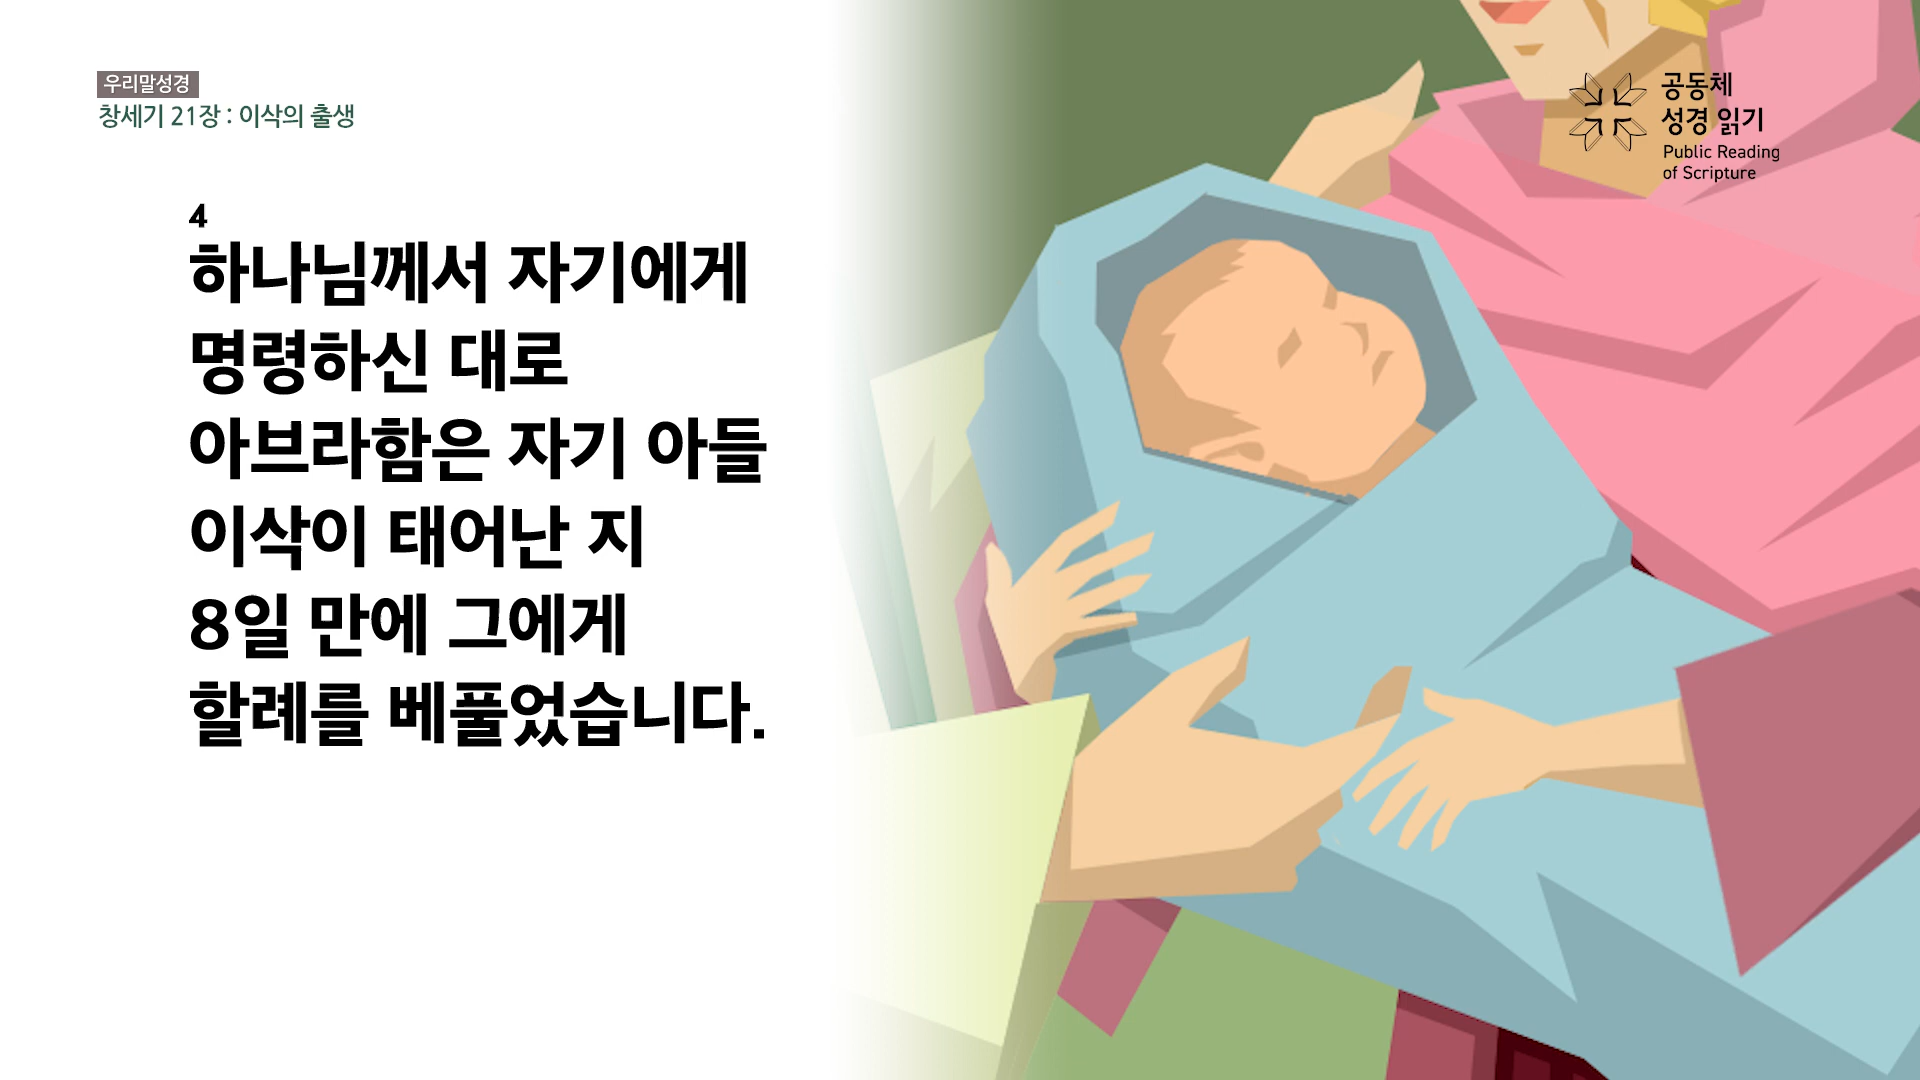 우리말성경
창세기 21장 : 이삭의 출생
공동체
성경 읽기
Public Reading
of Scripture
4
하나님께서 자기에게
명령하신 대로
아브라함은 자기 아들
이삭이 태어난 지
8일 만에 그에게
할례를 베풀었습니다.